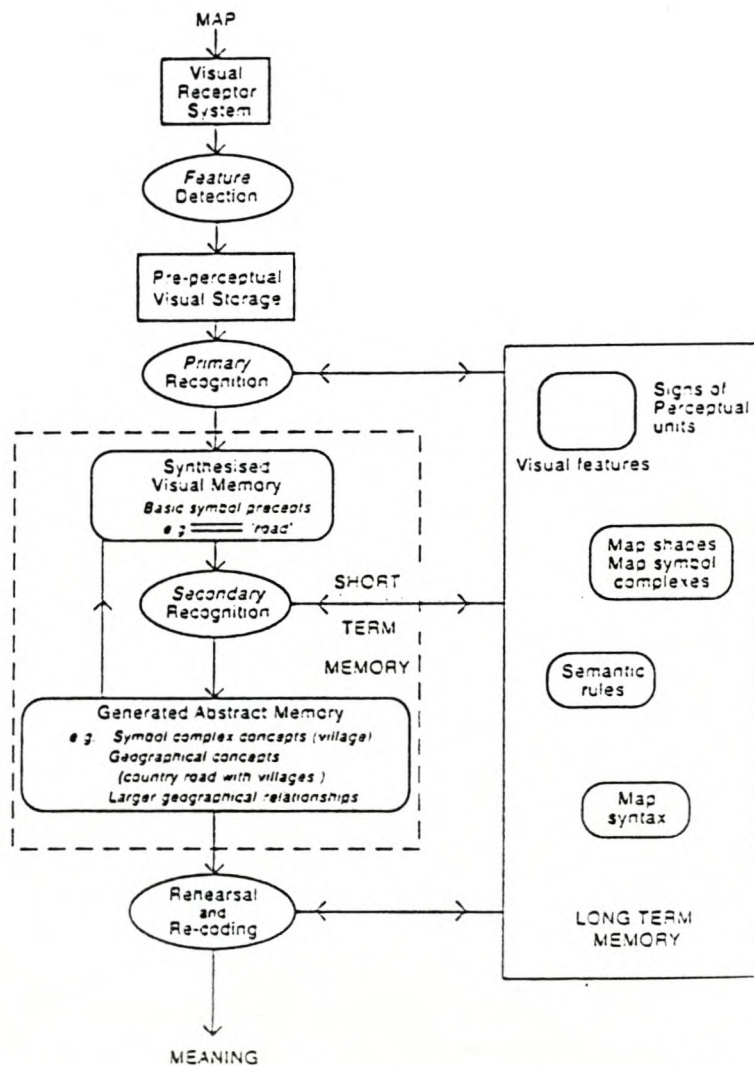 MAP
Visual
Receptor
System
Feature
Detection
Pre-perceptual
Visual Storage
Primary
Recognition
Signs of
Perceptual
units
Visual features
Synthesised
Visual Memory
Basic symbol precepts
e g 'road'
Map shapes
Map symbol
complexes
Secondary
Recognition
SHORT
TERM
MEMORY
Semantic
rules
Generated Abstract Memory
e g. Symbol complex concepts (village)
Geographical concepts
(country road with villages)
Larger geographical relationships
Map
syntax
Rehearsal
and
Re-coding
LONG TERM
MEMORY
MEANING